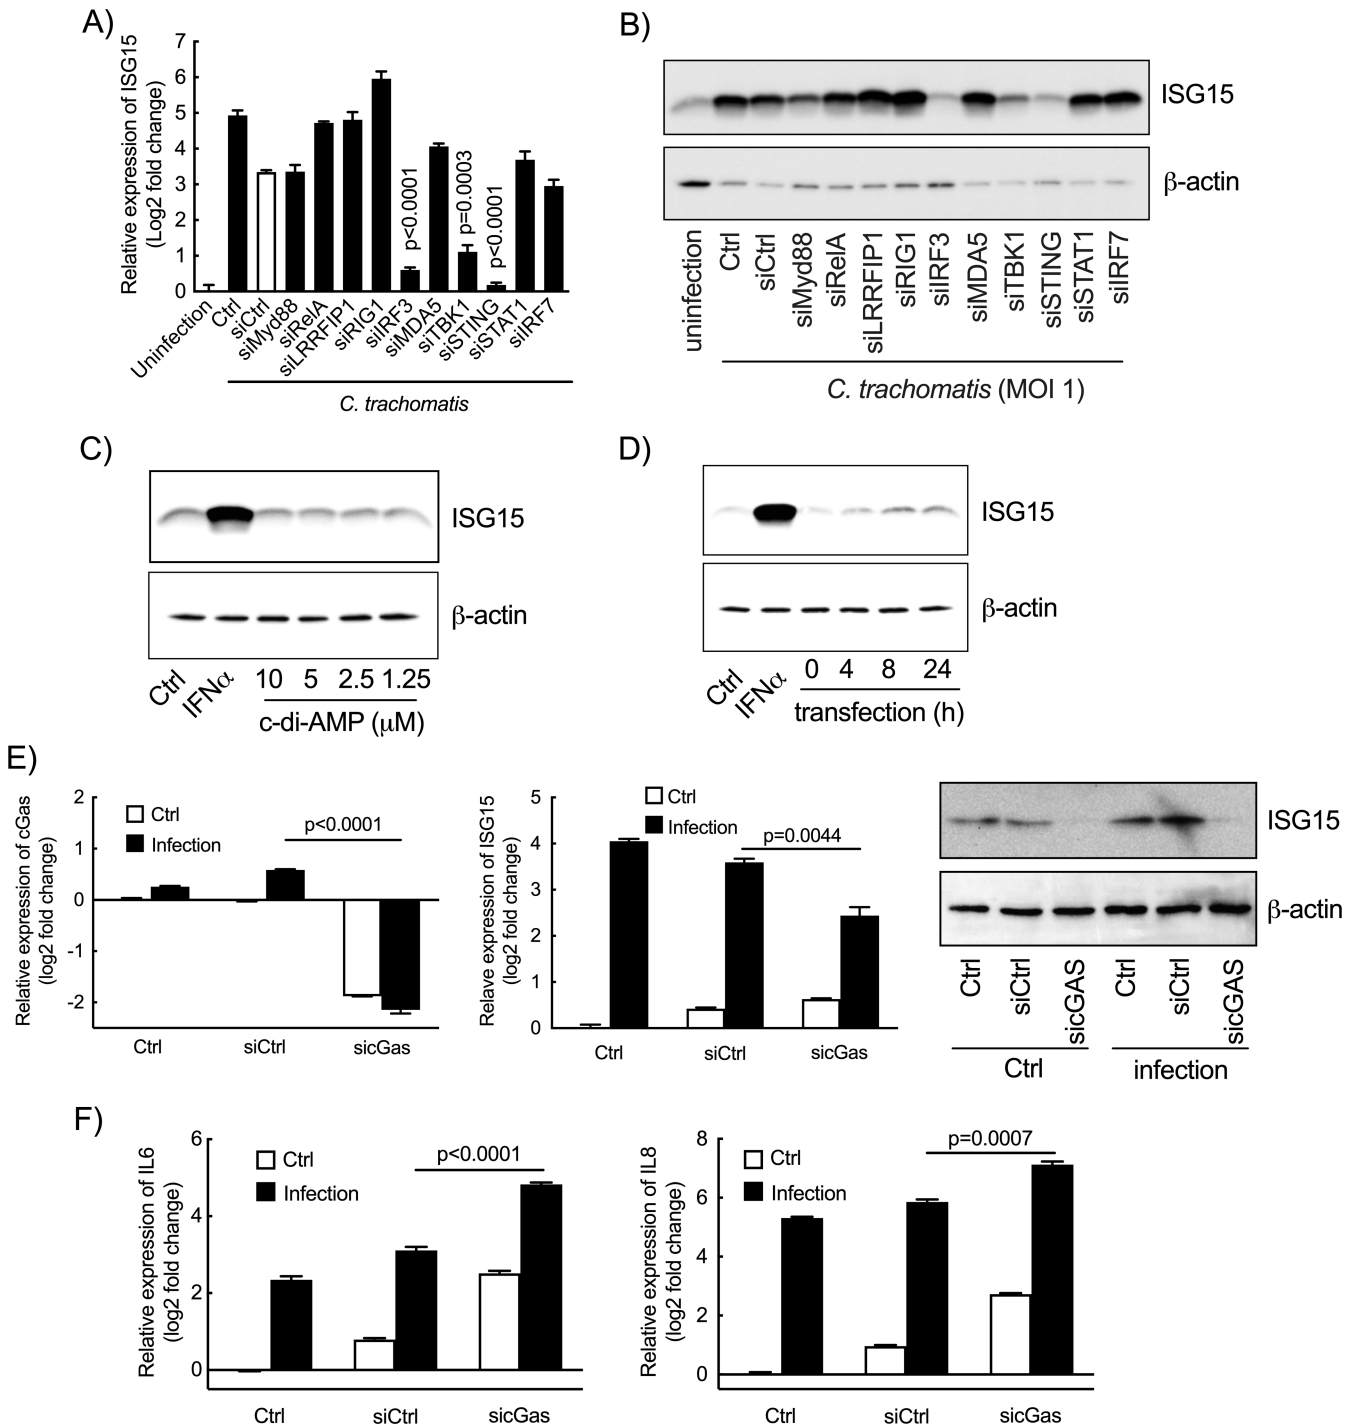 A)
Relative expression of ISG15
(Log2 fold change)
7
6
5
4
3
2
1
0
p<0.0001
p=0.0003
p<0.0001
Uninfection
Ctrl
siCtrl
siMyd88
siRelA
siLRRFIP1
siRIG1
siIRF3
siMDA5
siTBK1
siSTING
siSTAT1
siIRF7
C. trachomatis
B)
ISG15
β-actin
uninfection
Ctrl
siCtrl
siMyd88
siRelA
siLRRFIP1
siRIG1
siIRF3
siMDA5
siTBK1
siSTING
siSTAT1
siIRF7
C. trachomatis (MOI 1)
C)
ISG15
β-actin
Ctrl
IFNα
10 5 2.5 1.25
c-di-AMP (μM)
D)
ISG15
β-actin
Ctrl
IFNα
0 4 8 24
transfection (h)
E)
Relative expression of cGas
(log2 fold change)
2
1
0
-1
-2
Ctrl
Infection
p<0.0001
Ctrl siCtrl sicGas
Relave expression of ISG15
(log2 fold change)
5
4
3
2
1
0
Ctrl
Infection
p=0.0044
Ctrl siCtrl sicGas
ISG15
β-actin
Ctrl
siCtrl
sicGAS
Ctrl
siCtrl
sicGAS
Ctrl infection
F)
Relative expression of IL6
(log2 fold change)
6
4
2
0
Ctrl
Infection
p<0.0001
Ctrl siCtrl sicGas
Relative expression of IL8
(log2 fold change)
8
6
4
2
0
Ctrl
Infection
p=0.0007
Ctrl siCtrl sicGas